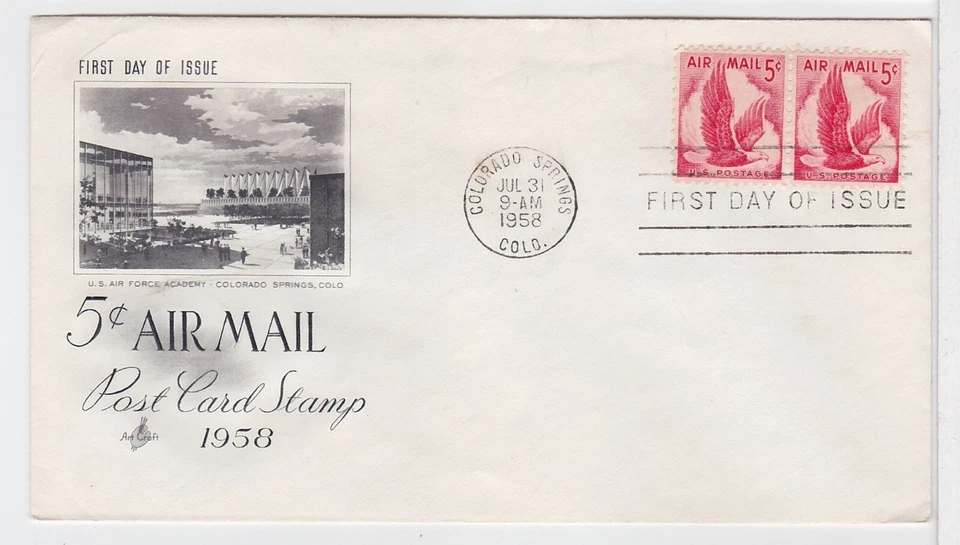 FIRST DAY OF ISSUE
U.S. AIR FORCE ACADEMY - COLORADO SPRINGS, COLO
5¢ AIR MAIL
Post Card Stamp
Art Craft
1958
COLORADO SPRINGS
JUL 31
9-AM
1958
COLO.
AIR MAIL 5¢
U.S. POSTAGE
AIR MAIL 5¢
U.S. POSTAGE
FIRST DAY OF ISSUE